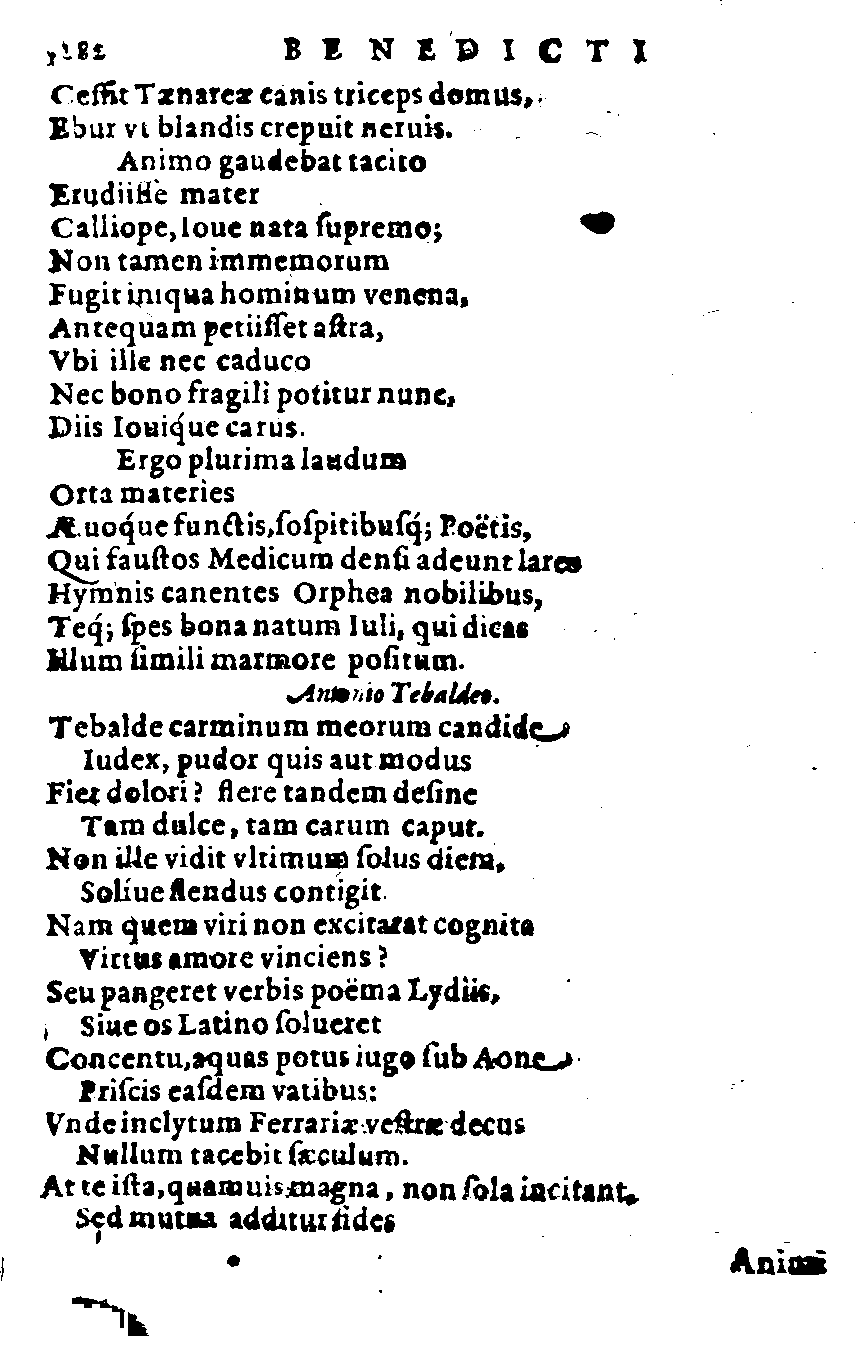 182 BENEDICTI
Ceſſit Tænareæ canis triceps domus,
Ebur vt blandis crepuit neruis.
Animo gaudebat tacito
Erudiiſſe mater
Calliope, Ioue nata ſupremo;
Non tamen immemorum
Fugit iniqua hominum venena,
Antequam petiiſſet aſtra,
Vbi ille nec caduco
Nec bono fragili potitur nunc,
Diis Iouiq́ue carus.
Ergo plurima laudum
Orta materies
Æuoq́ue functis, ſoſpitibuſq́; Poëtis,
Qui fauſtos Medicum denſi adeunt lares
Hymnis canentes Orphea nobilibus,
Teq́; ſpes bona natum Iuli, qui dicas
Illum ſimili marmore poſitum.
Antonio Tebaldeo.
Tebalde carminum meorum candide
Iudex, pudor quis aut modus
Fiet dolori? flere tandem deſine
Tam dulce, tam carum caput.
Non ille vidit vltimum ſolus diem,
Solíue flendus contigit.
Nam quem viri non excitarat cognita
Virtus amore vinciens?
Seu pangeret verbis poëma Lydiis,
Siue os Latino ſolueret
Concentu, aquas potus iugo ſub Aone
Priſcis eaſdem vatibus:
Vnde inclytum Ferrariæ veſtræ decus
Nullum tacebit ſæculum.
At te iſta, quamuis magna, non ſola incitant,
Sed mutua additur fides
Animi